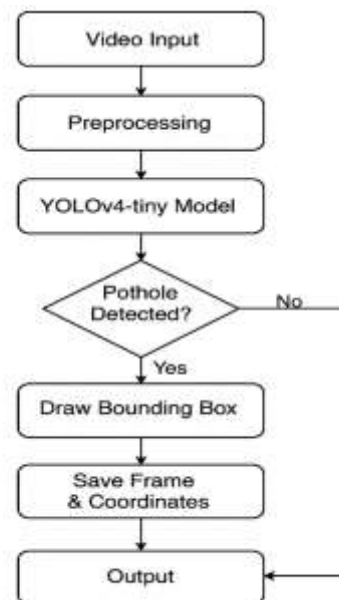 Video Input
Preprocessing
YOLOv4-tiny Model
Pothole
Detected?
No
Yes
Draw Bounding Box
Save Frame
& Coordinates
Output